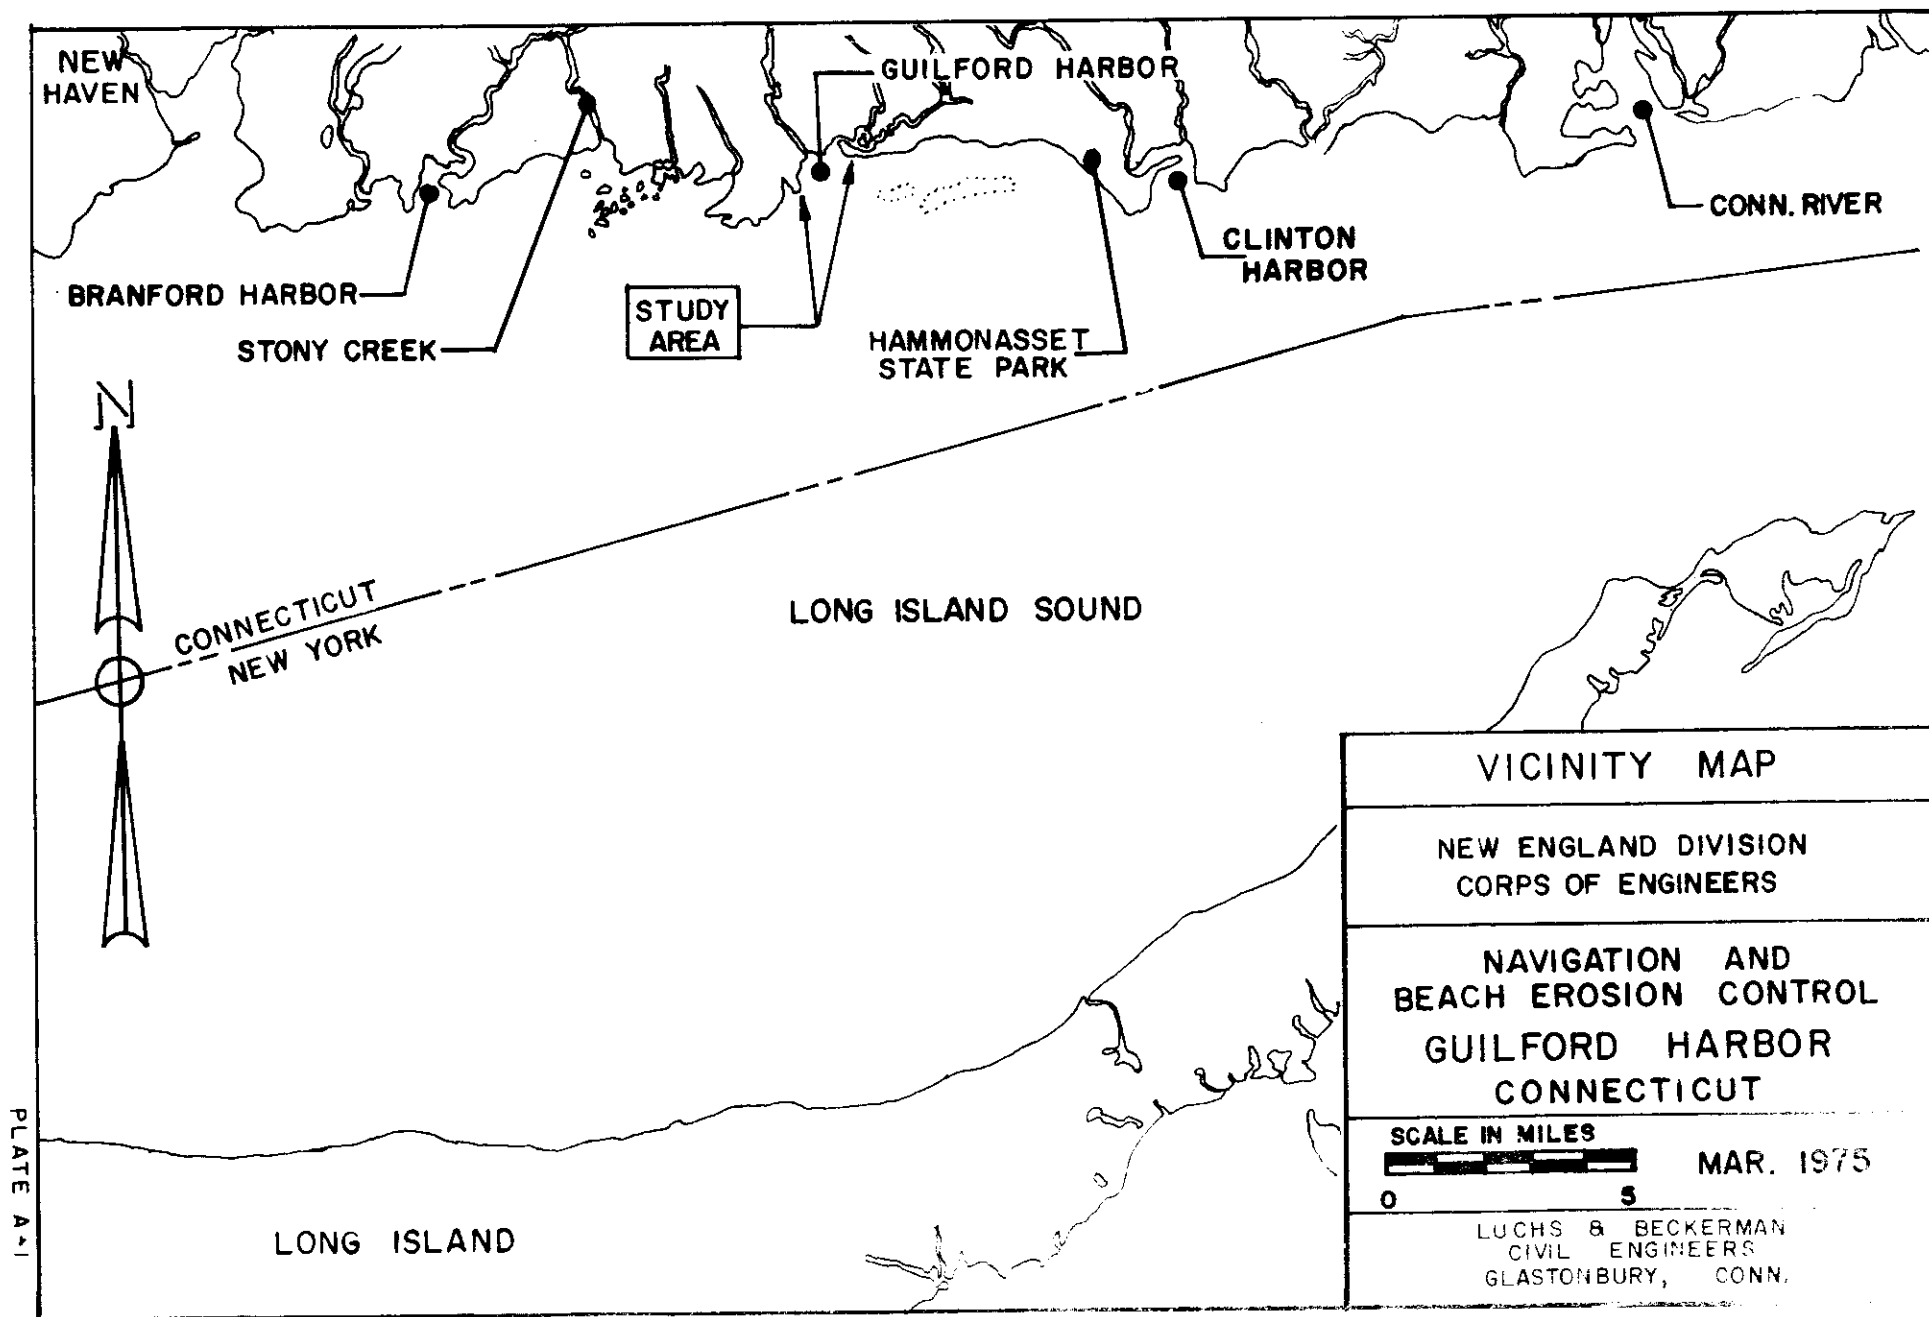 NEW
HAVEN
GUILFORD HARBOR
CONN. RIVER
CLINTON
HARBOR
BRANFORD HARBOR
STONY CREEK
STUDY
AREA
HAMMONASSET
STATE PARK
N
CONNECTICUT
NEW YORK
LONG ISLAND SOUND
LONG ISLAND
VICINITY MAP
NEW ENGLAND DIVISION
CORPS OF ENGINEERS
NAVIGATION AND
BEACH EROSION CONTROL
GUILFORD HARBOR
CONNECTICUT
SCALE IN MILES
0 5
MAR. 1975
LUCHS & BECKERMAN
CIVIL ENGINEERS
GLASTONBURY, CONN.
PLATE A-1